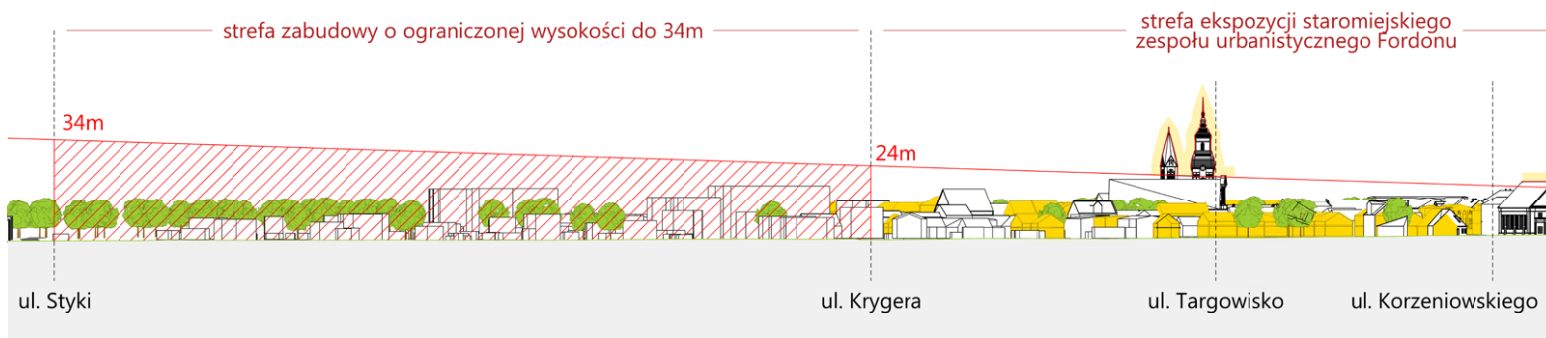 strefa zabudowy o ograniczonej wysokości do 34m
strefa ekspozycji staromiejskiego
zespołu urbanistycznego Fordonu
34m
24m
ul. Styki
ul. Krygera
ul. Targowisko
ul. Korzeniowskiego